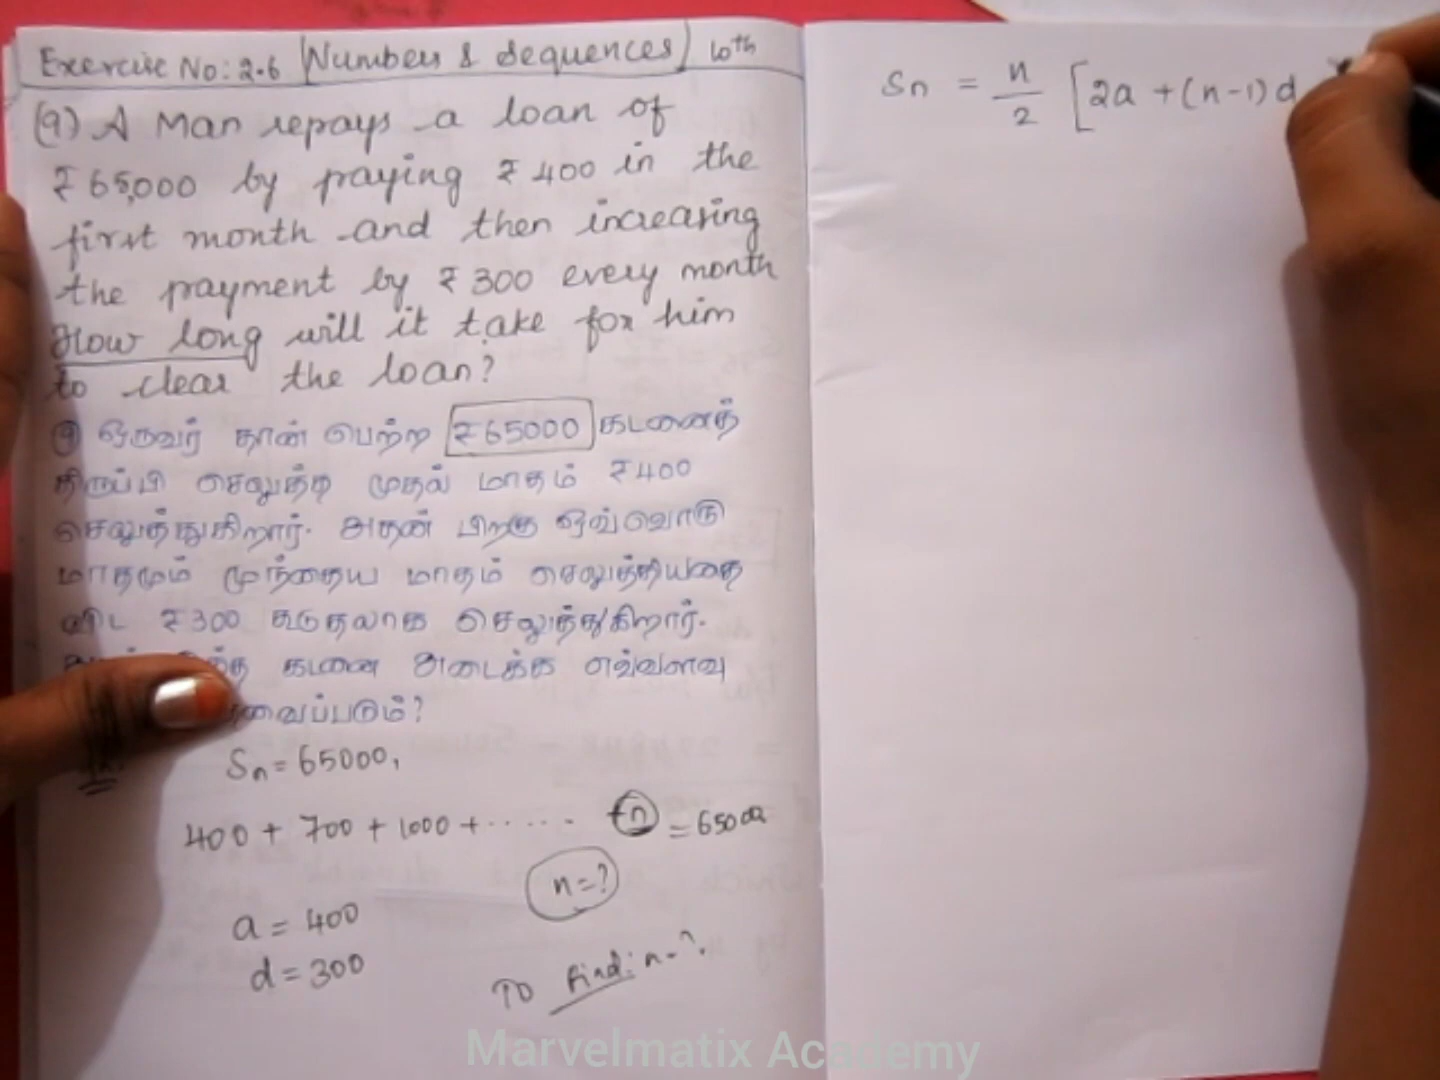 Exercise No: 2.6 Numbers & Sequences 10th
(9) A Man repays a loan of
₹65,000 by paying ₹400 in the
first month and then increasing
the payment by ₹300 every month
How long will it take for him
to clear the loan?
⑨ ஒருவர் தான் பெற்ற ₹65000 கடனைத்
திருப்பி செலுத்த முதல் மாதம் ₹400
செலுத்துகிறார். அதன் பிறகு ஒவ்வொரு
மாதமும் முந்தைய மாதம் செலுத்தியதை
விட ₹300 கூடுதலாக செலுத்துகிறார்.
கடனை அடைக்க எவ்வளவு
Sn = 65000,
400 + 700 + 1000 + ...... +n = 65000
n=?
a = 400
d = 300
To find: n=?
Sn = n/2 [2a + (n-1)d
Marvelmatix Academy